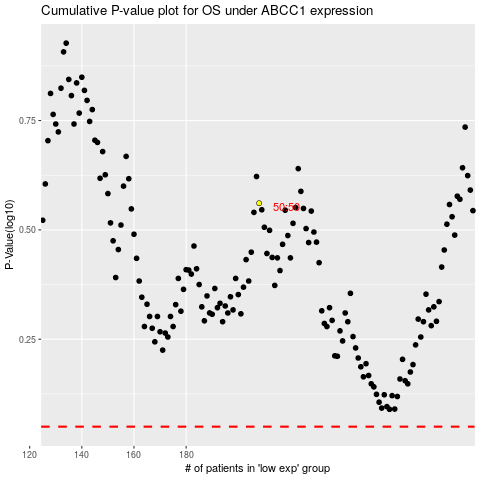 Cumulative P-value plot for OS under ABCC1 expression
P-Value(log10)
0.75
0.50
0.25
50:50
120
140
160
180
# of patients in 'low exp' group